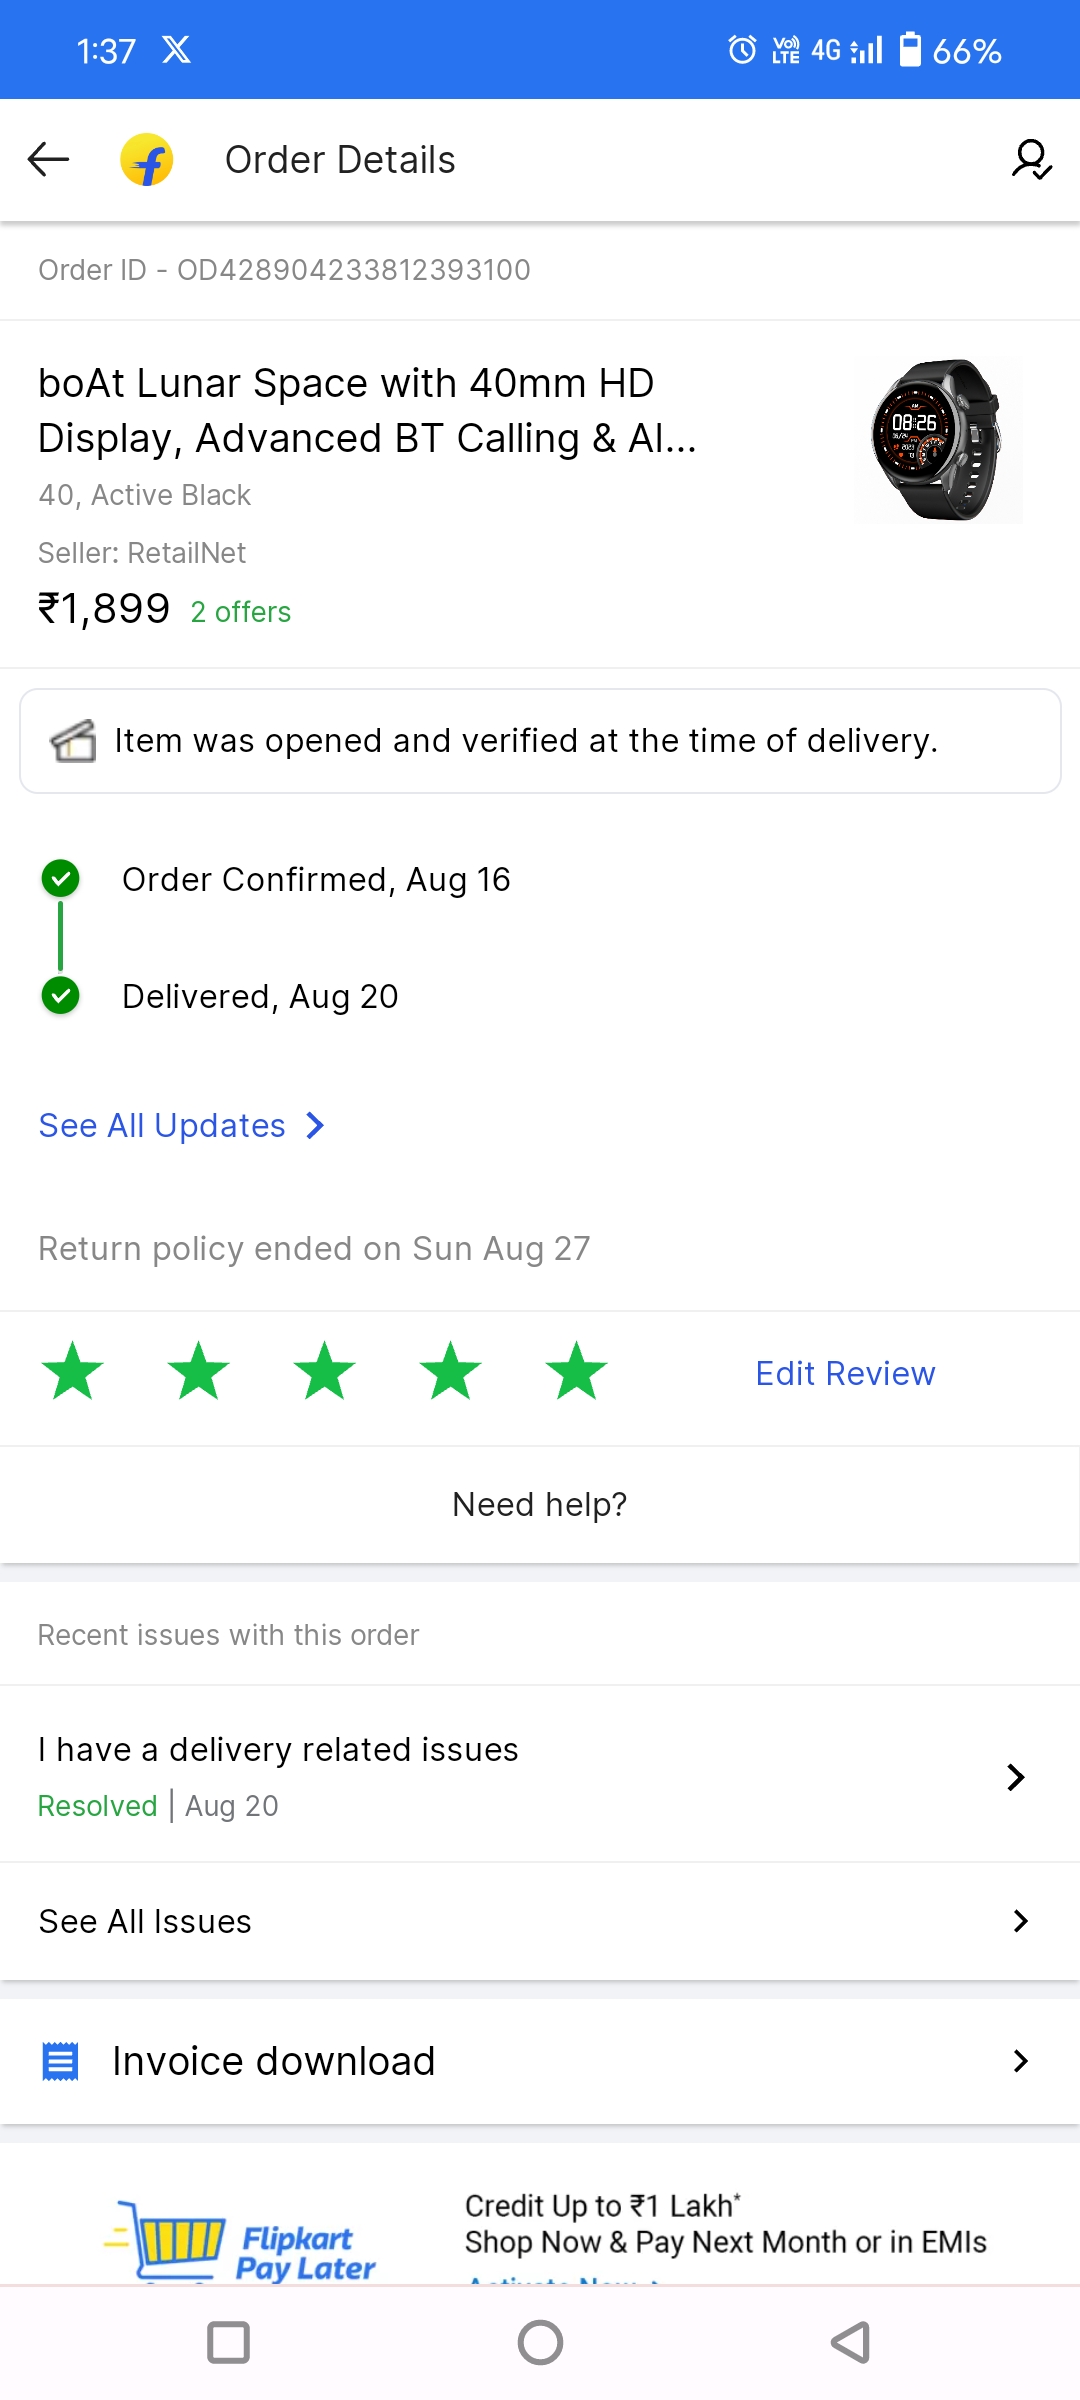 1:37 X 4G 66%
Order Details
Order ID - OD428904233812393100
boAt Lunar Space with 40mm HD
Display, Advanced BT Calling & AI...
40, Active Black
Seller: RetailNet
₹1,899 2 offers
08:26
Item was opened and verified at the time of delivery.
Order Confirmed, Aug 16
Delivered, Aug 20
See All Updates
Return policy ended on Sun Aug 27
Edit Review
Need help?
Recent issues with this order
I have a delivery related issues
Resolved | Aug 20
See All Issues
Invoice download
Credit Up to ₹1 Lakh*
Shop Now & Pay Next Month or in EMIs
Flipkart
Pay Later